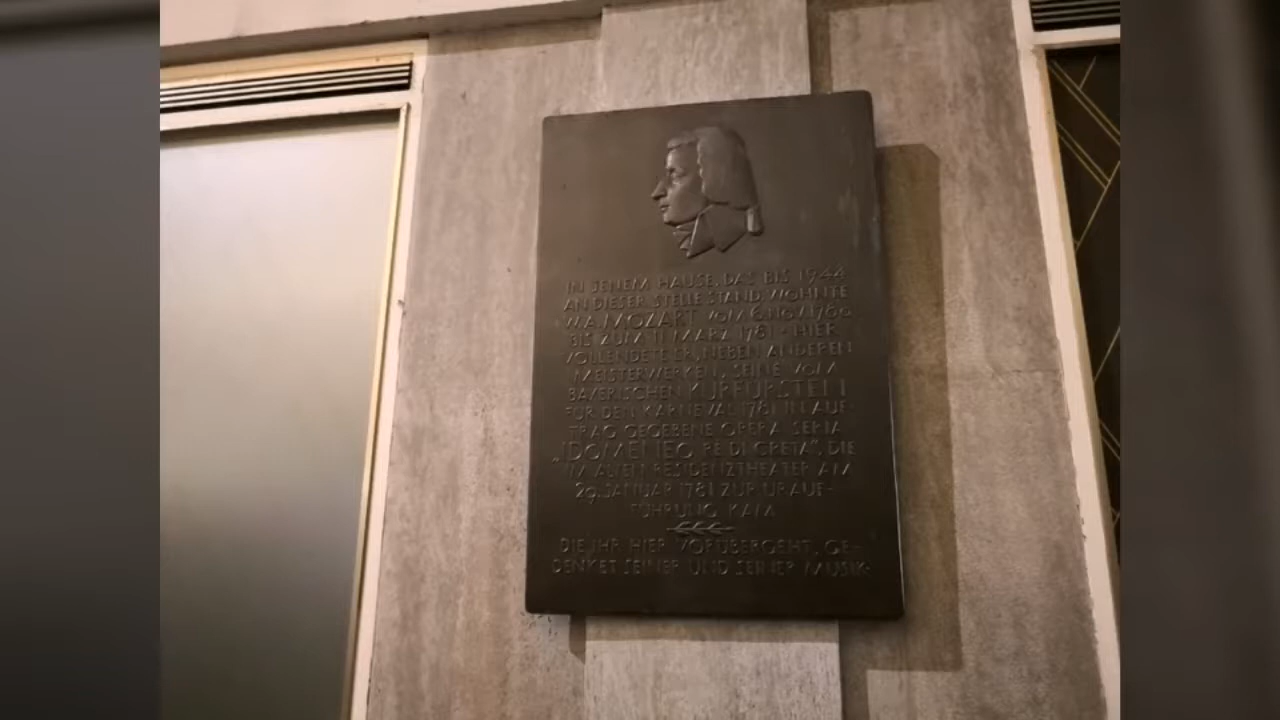 IN JENEM HAUSE, DAS BIS 1944
AN DIESER STELLE STAND, WOHNTE
W.A. MOZART VOM 6. NOV. 1780
BIS ZUM 11 MÄRZ 1781 - HIER
VOLLENDETE ER, NEBEN ANDEREN
MEISTERWERKEN, SEINE VOM
BAYERISCHEN KURFÜRSTEN
FÜR DEN KARNEVAL 1781 IN AUF-
TRAG GEGEBENE OPERA SERIA
„IDOMENEO RE DI CRETA“, DIE
IM ALTEN RESIDENZTHEATER AM
29. JANUAR 1781 ZUR URAUF-
FÜHRUNG KAM
DIE IHR HIER VORÜBERGEHT, GE-
DENKET SEINER UND SEINER MUSIK-